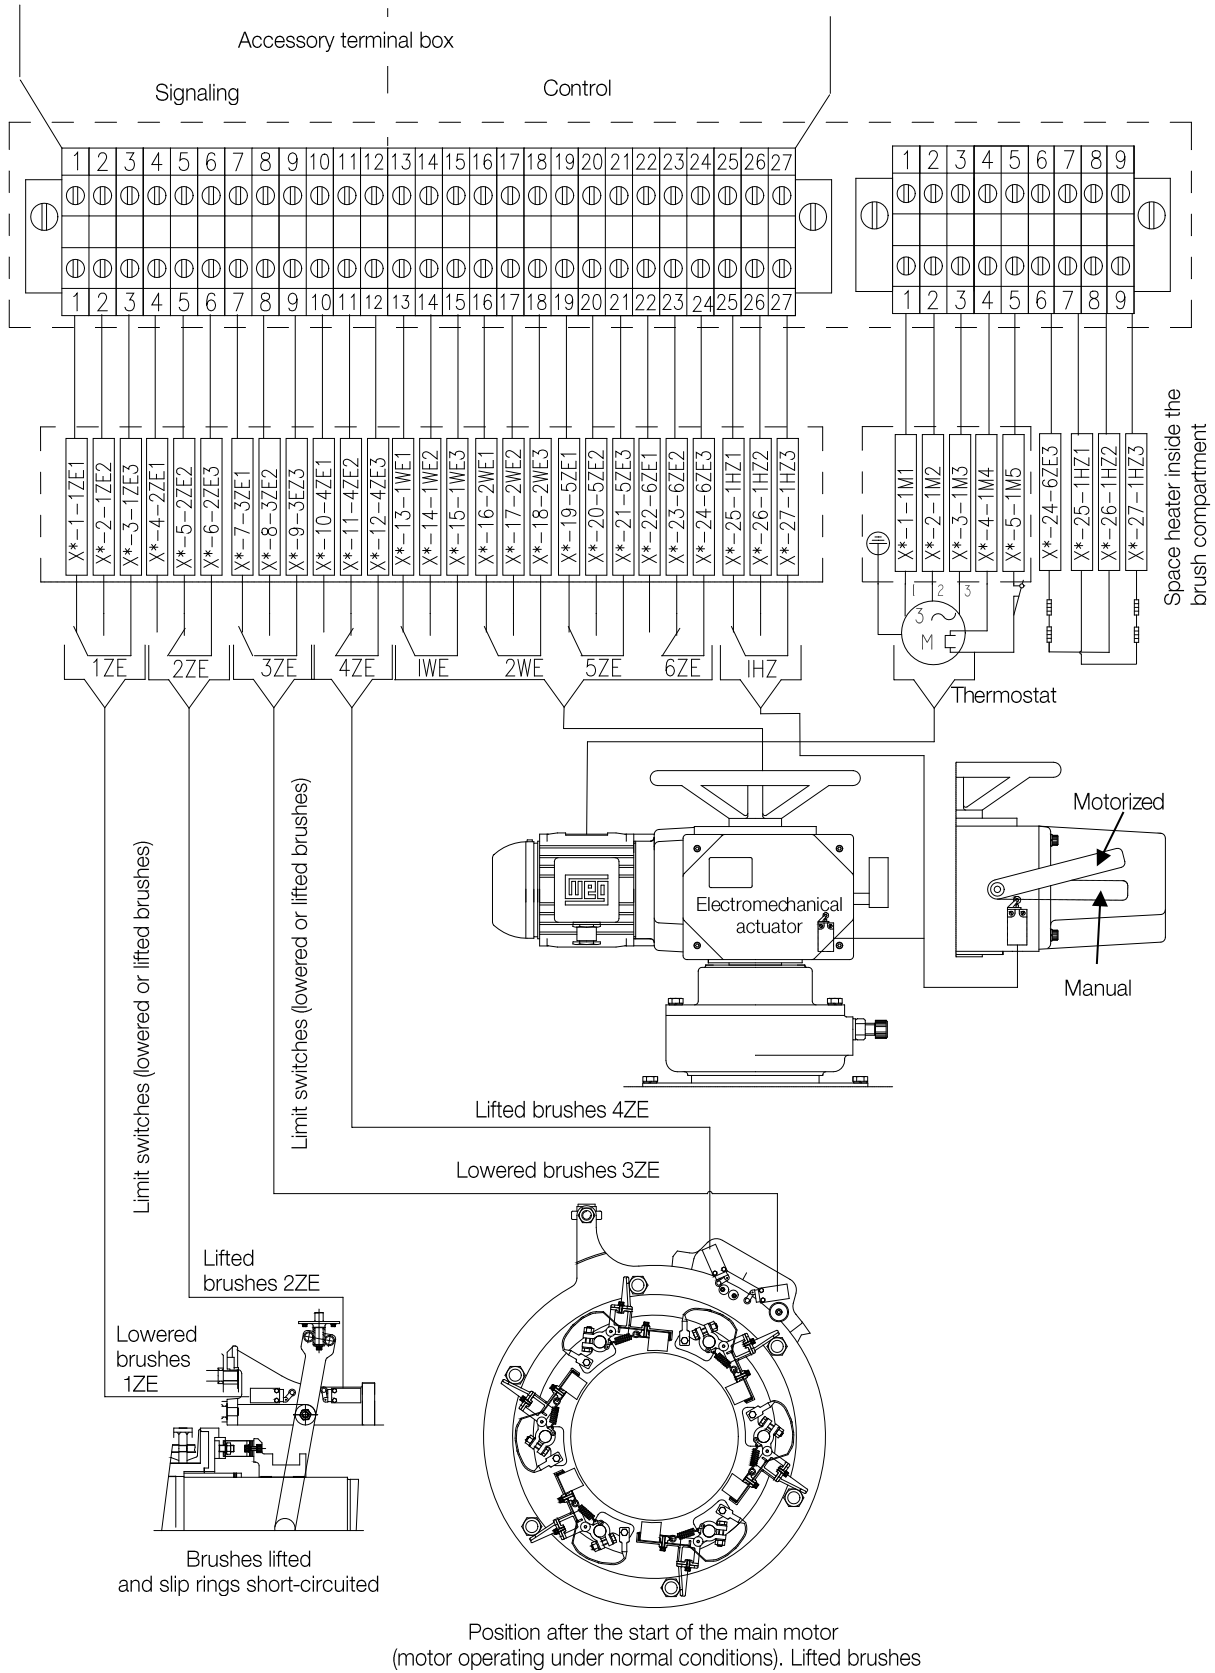 Accessory terminal box
Signaling
Control
1 2 3 4 5 6 7 8 9 10 11 12 13 14 15 16 17 18 19 20 21 22 23 24 25 26 27
1 2 3 4 5 6 7 8 9
1 2 3 4 5 6 7 8 9 10 11 12 13 14 15 16 17 18 19 20 21 22 23 24 25 26 27
1 2 3 4 5 6 7 8 9
X*-1-1ZE1
X*-2-1ZE2
X*-3-1ZE3
X*-4-2ZE1
X*-5-2ZE2
X*-6-2ZE3
X*-7-3ZE1
X*-8-3ZE2
X*-9-3EZ3
X*-10-4ZE1
X*-11-4ZE2
X*-12-4ZE3
X*-13-1WE1
X*-14-1WE2
X*-15-1WE3
X*-16-2WE1
X*-17-2WE2
X*-18-2WE3
X*-19-6ZE1
X*-20-5ZE2
X*-21-5ZE3
X*-22-6ZE1
X*-23-6ZE2
X*-24-6ZE3
X*-25-1HZ1
X*-26-1HZ2
X*-27-1HZ3
X*-1-1M1
X*-2-1M2
X*-3-1M3
X*-4-1M4
X*-5-1M5
X*-24-6ZE3
X*-25-1HZ1
X*-26-1HZ2
X*-27-1HZ3
Space heater inside the
brush compartment
1 2 3
3 ~
M
1ZE 2ZE 3ZE 4ZE 1WE 2WE 5ZE 6ZE 1HZ
Thermostat
Motorized
Manual
WEG
Electromechanical
actuator
Limit switches (lowered or lifted brushes)
Limit switches (lowered or lifted brushes)
Lifted brushes 4ZE
Lowered brushes 3ZE
Lifted
brushes 2ZE
Lowered
brushes
1ZE
Brushes lifted
and slip rings short-circuited
Position after the start of the main motor
(motor operating under normal conditions). Lifted brushes